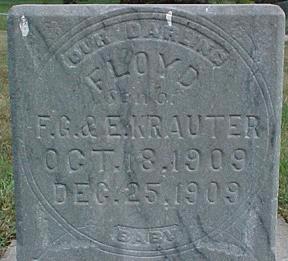 OUR DARLING
FLOYD
SON OF
F.G. & E. KRAUTER
OCT. 18, 1909
DEC. 25, 1909
BABY